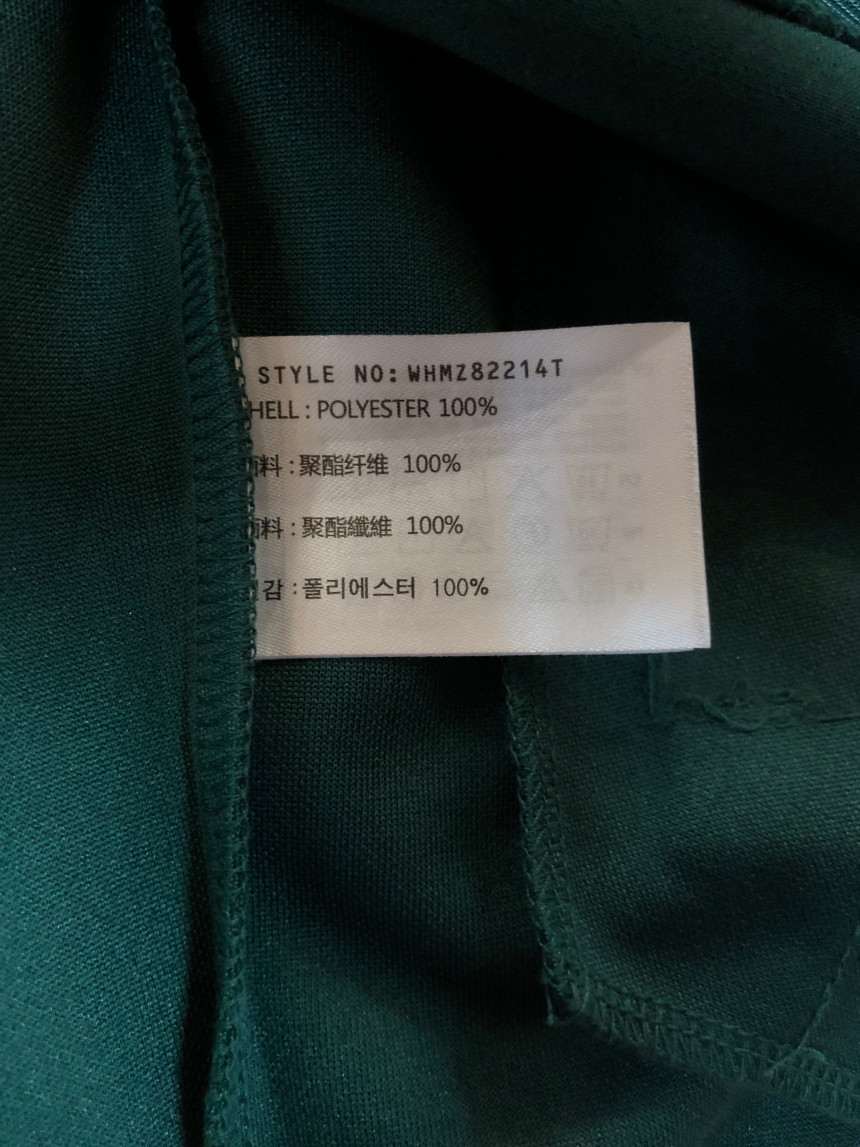 STYLE NO: WHMZ82214T
HELL : POLYESTER 100%
料 : 聚酯纤维 100%
料 : 聚酯纖維 100%
감 : 폴리에스터 100%